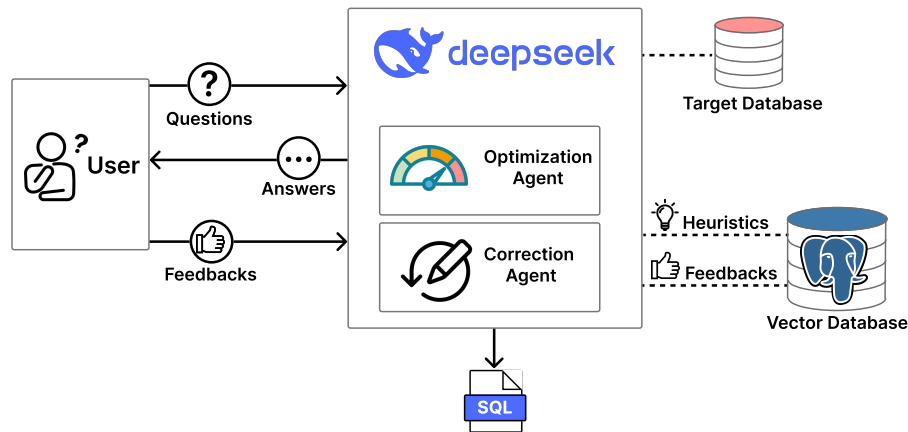 deepseek
Target Database
?
Questions
?
User
Optimization
Agent
Answers
Heuristics
Correction
Agent
Feedbacks
Feedbacks
Vector Database
SQL